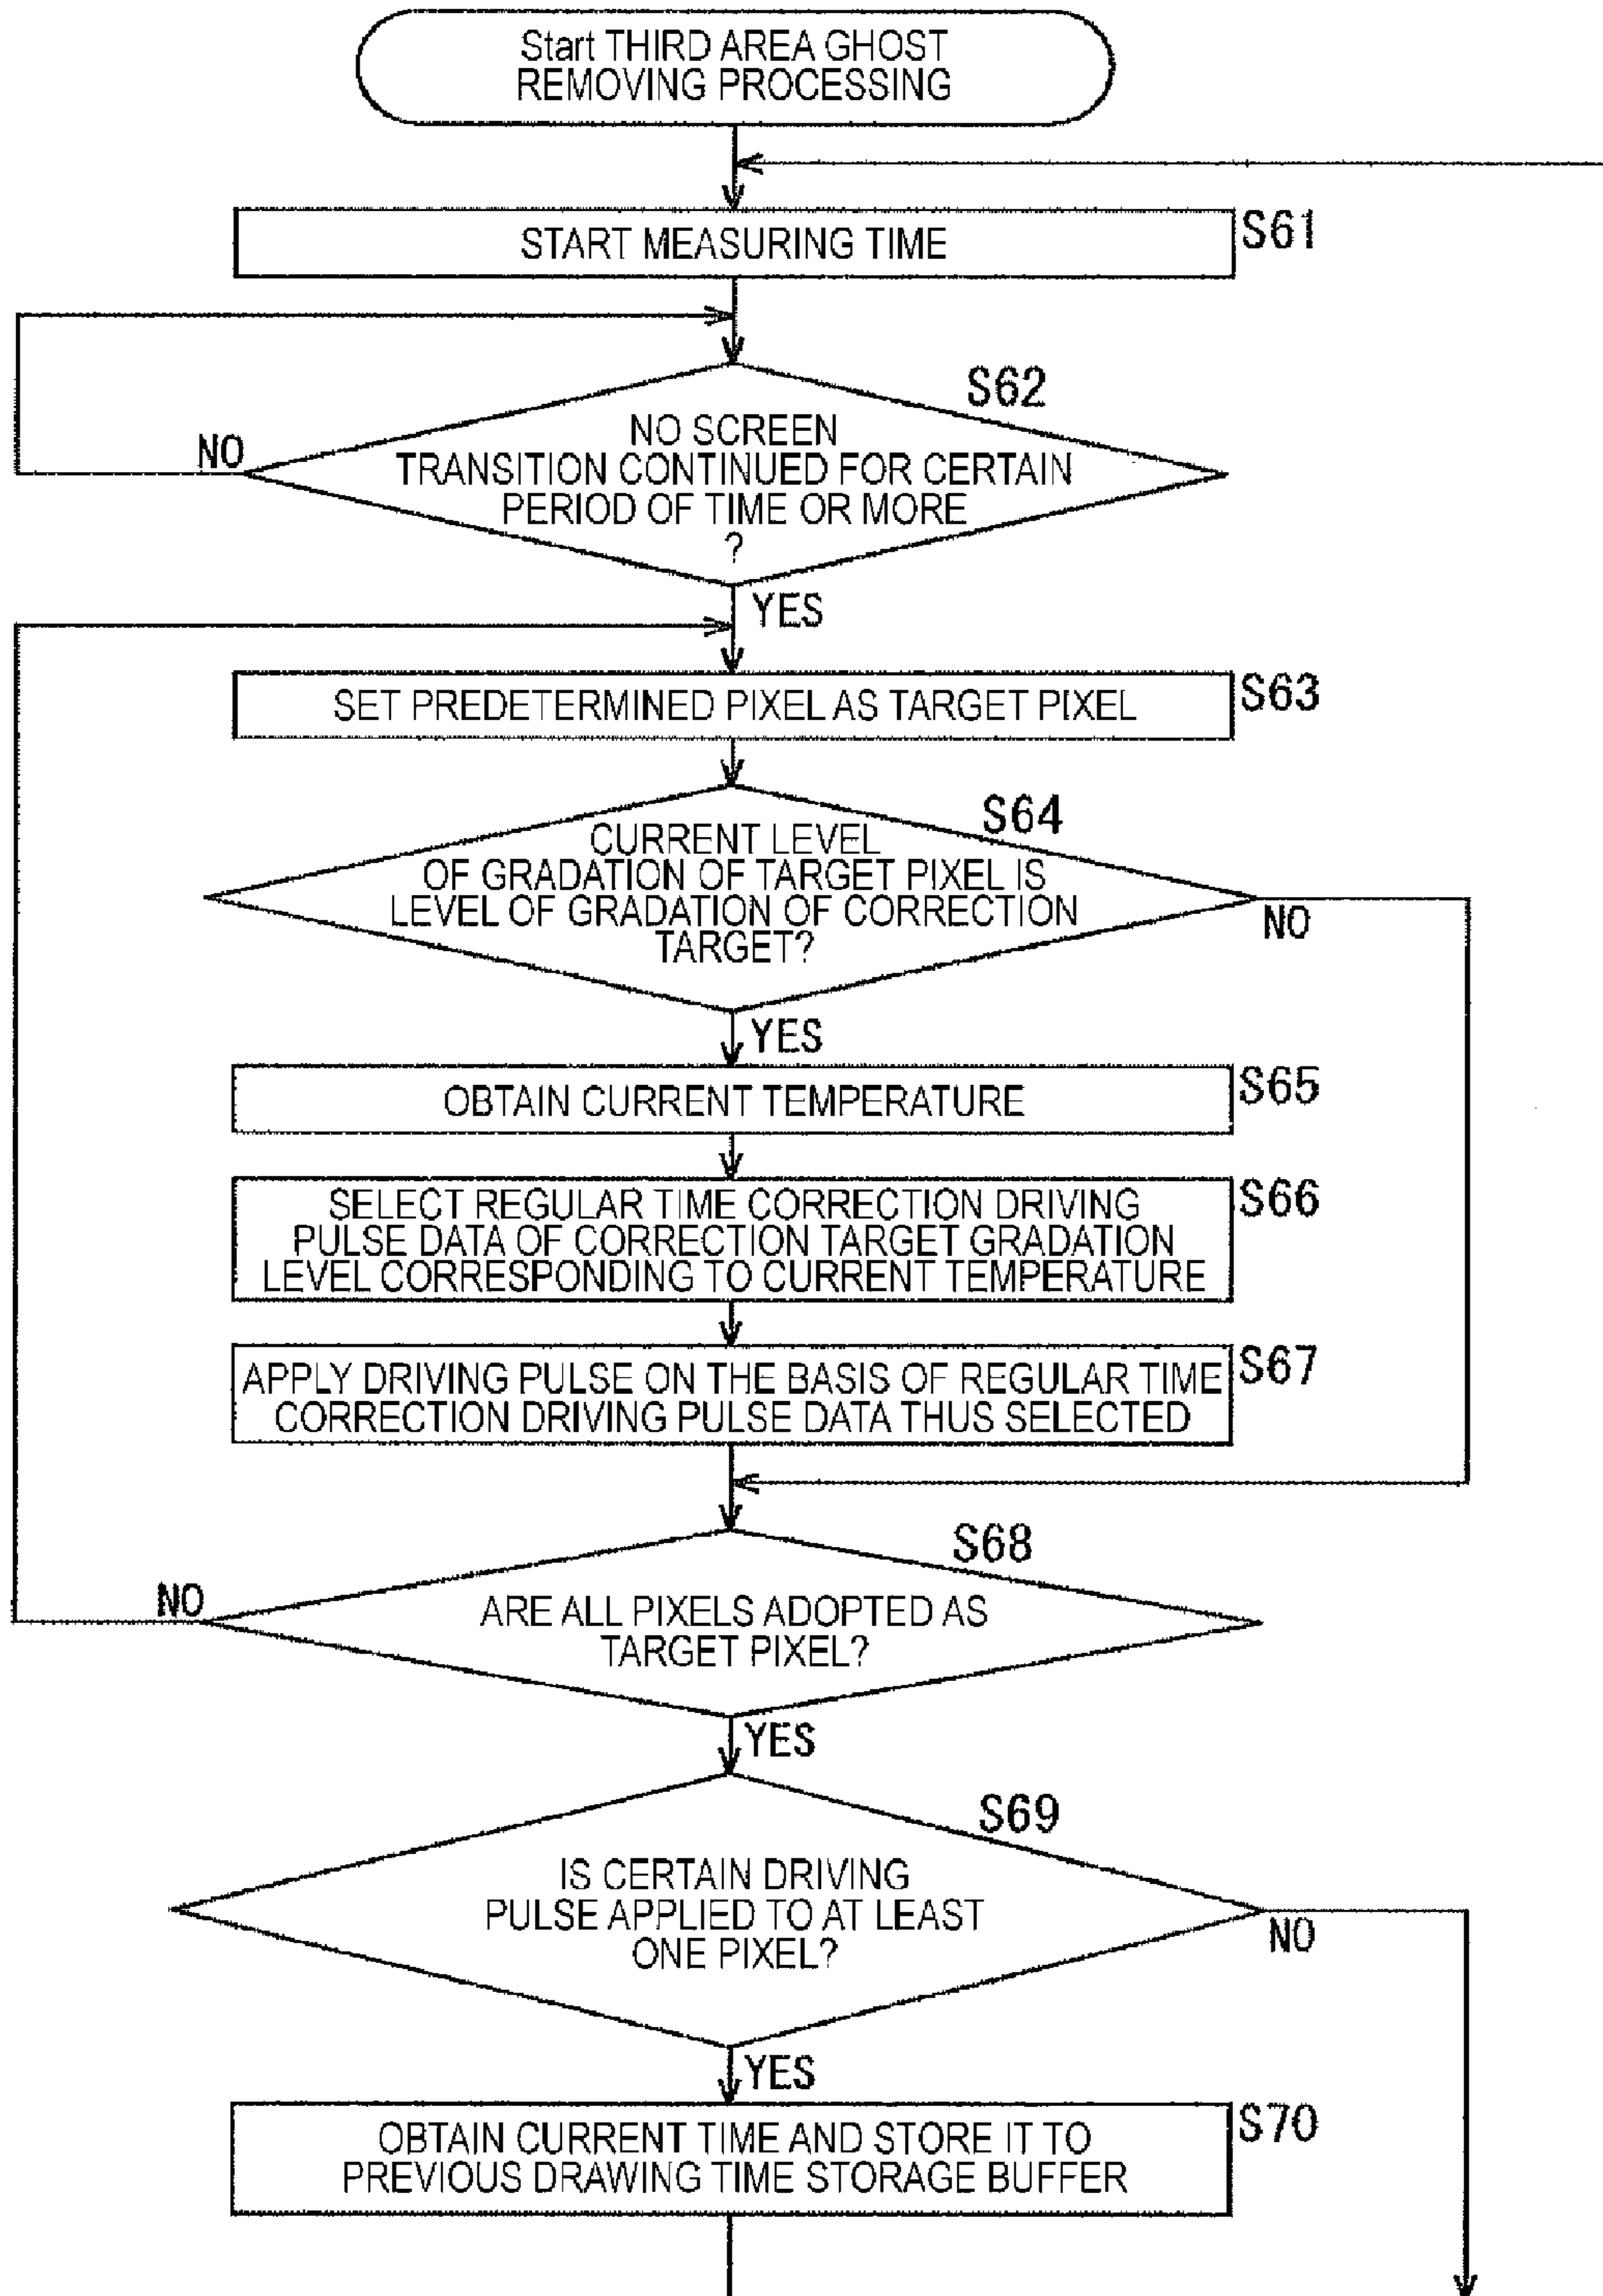 Start THIRD AREA GHOST
REMOVING PROCESSING
START MEASURING TIME
S61
S62
NO SCREEN
TRANSITION CONTINUED FOR CERTAIN
PERIOD OF TIME OR MORE
?
NO
YES
SET PREDETERMINED PIXEL AS TARGET PIXEL
S63
S64
CURRENT LEVEL
OF GRADATION OF TARGET PIXEL IS
LEVEL OF GRADATION OF CORRECTION
TARGET?
NO
YES
OBTAIN CURRENT TEMPERATURE
S65
SELECT REGULAR TIME CORRECTION DRIVING
PULSE DATA OF CORRECTION TARGET GRADATION
LEVEL CORRESPONDING TO CURRENT TEMPERATURE
S66
APPLY DRIVING PULSE ON THE BASIS OF REGULAR TIME
CORRECTION DRIVING PULSE DATA THUS SELECTED
S67
S68
NO
ARE ALL PIXELS ADOPTED AS
TARGET PIXEL?
YES
S69
IS CERTAIN DRIVING
PULSE APPLIED TO AT LEAST
ONE PIXEL?
NO
YES
OBTAIN CURRENT TIME AND STORE IT TO
PREVIOUS DRAWING TIME STORAGE BUFFER
S70